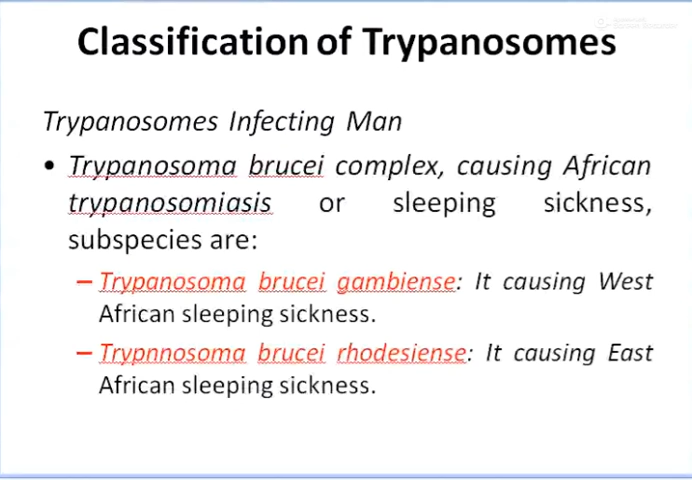 Classification of Trypanosomes
Trypanosomes Infecting Man
• Trypanosoma brucei complex, causing African
trypanosomiasis or sleeping sickness,
subspecies are:
– Trypanosoma brucei gambiense: It causing West
African sleeping sickness.
– Trypnnosoma brucei rhodesiense: It causing East
African sleeping sickness.